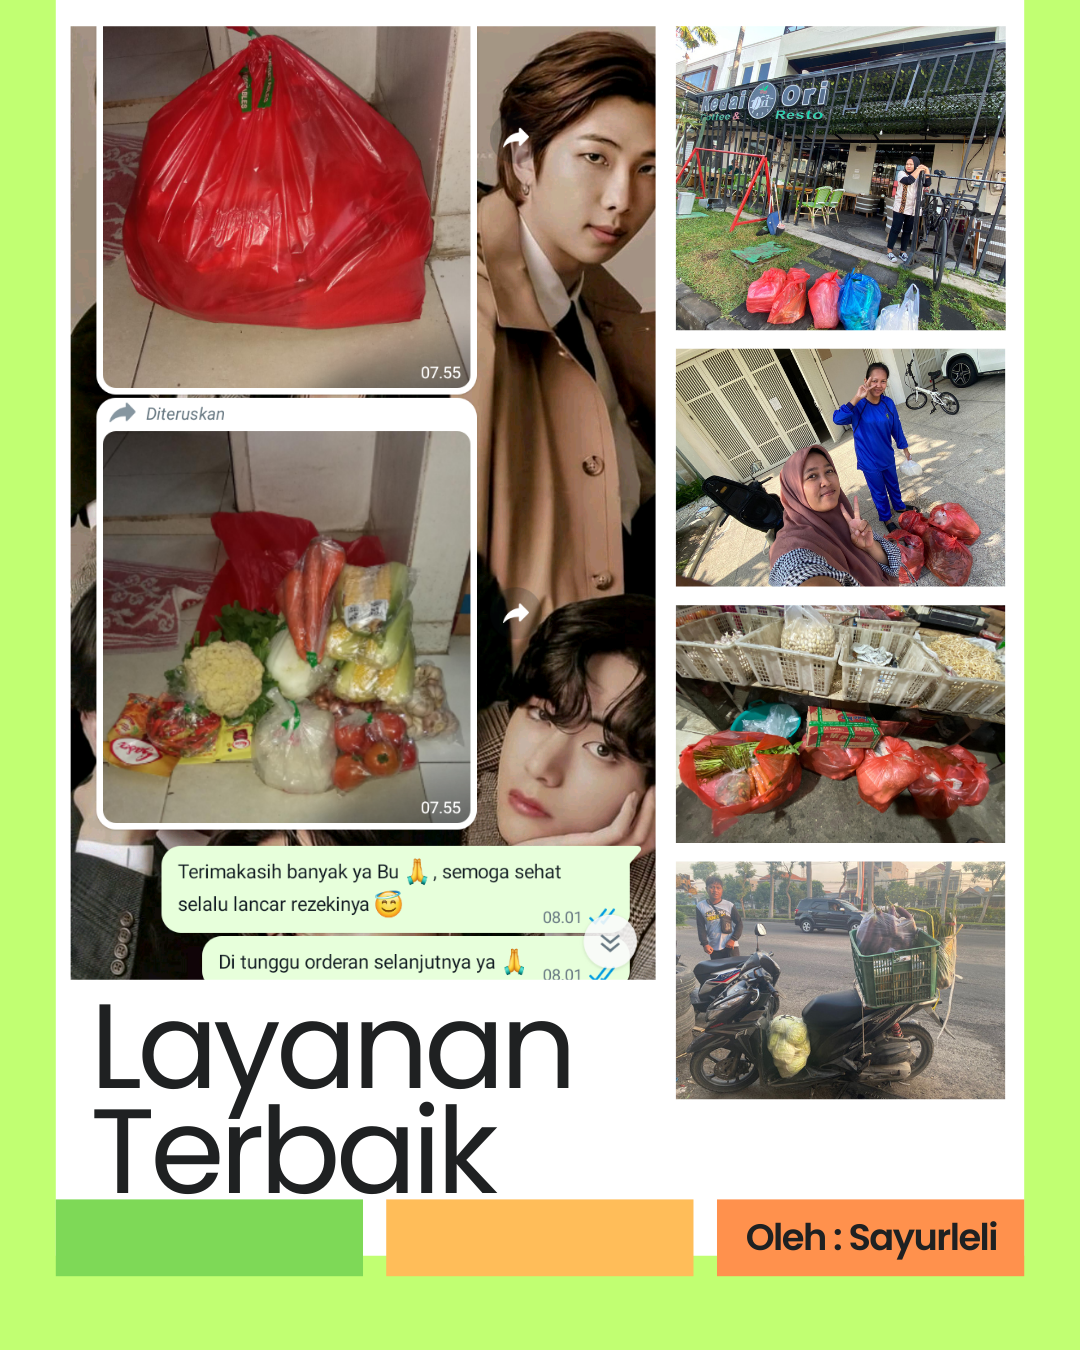 07.55
Diteruskan
07.55
Terimakasih banyak ya Bu 🙏, semoga sehat
selalu lancar rezekinya 😇
08.01
Di tunggu orderan selanjutnya ya 🙏
08.01
Kedai Ori
Resto
Layanan
Terbaik
Oleh : Sayurleli